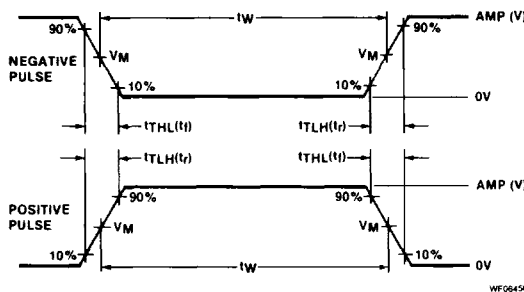 tW
AMP (V)
90%
90%
NEGATIVE
PULSE
VM
VM
10%
10%
0V
tTHL(tf)
tTLH(tr)
tTLH(tr)
tTHL(tf)
AMP (V)
POSITIVE
PULSE
90%
90%
VM
VM
10%
10%
0V
tW